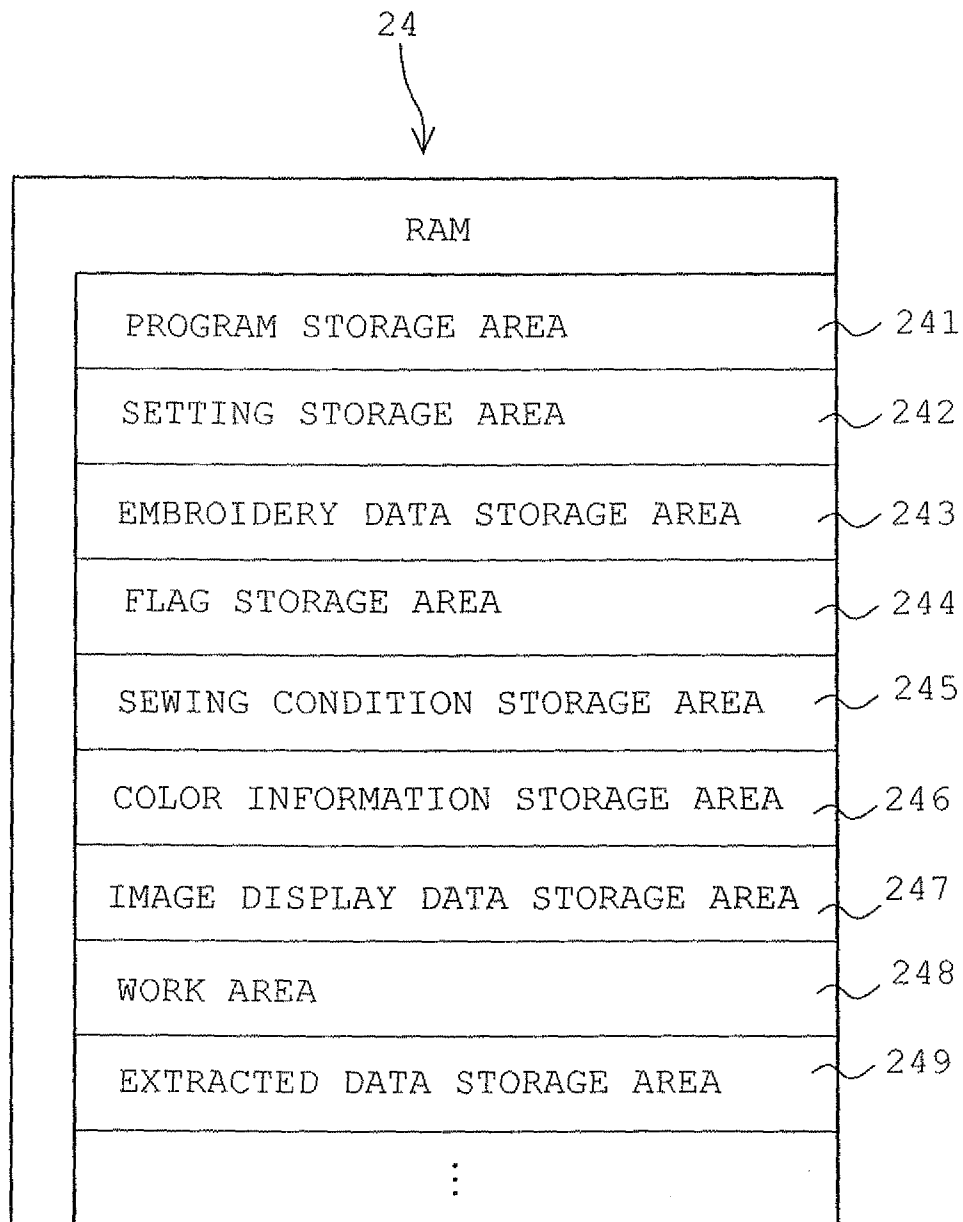 24
RAM
PROGRAM STORAGE AREA 241
SETTING STORAGE AREA 242
EMBROIDERY DATA STORAGE AREA 243
FLAG STORAGE AREA 244
SEWING CONDITION STORAGE AREA 245
COLOR INFORMATION STORAGE AREA 246
IMAGE DISPLAY DATA STORAGE AREA 247
WORK AREA 248
EXTRACTED DATA STORAGE AREA 249
⋮